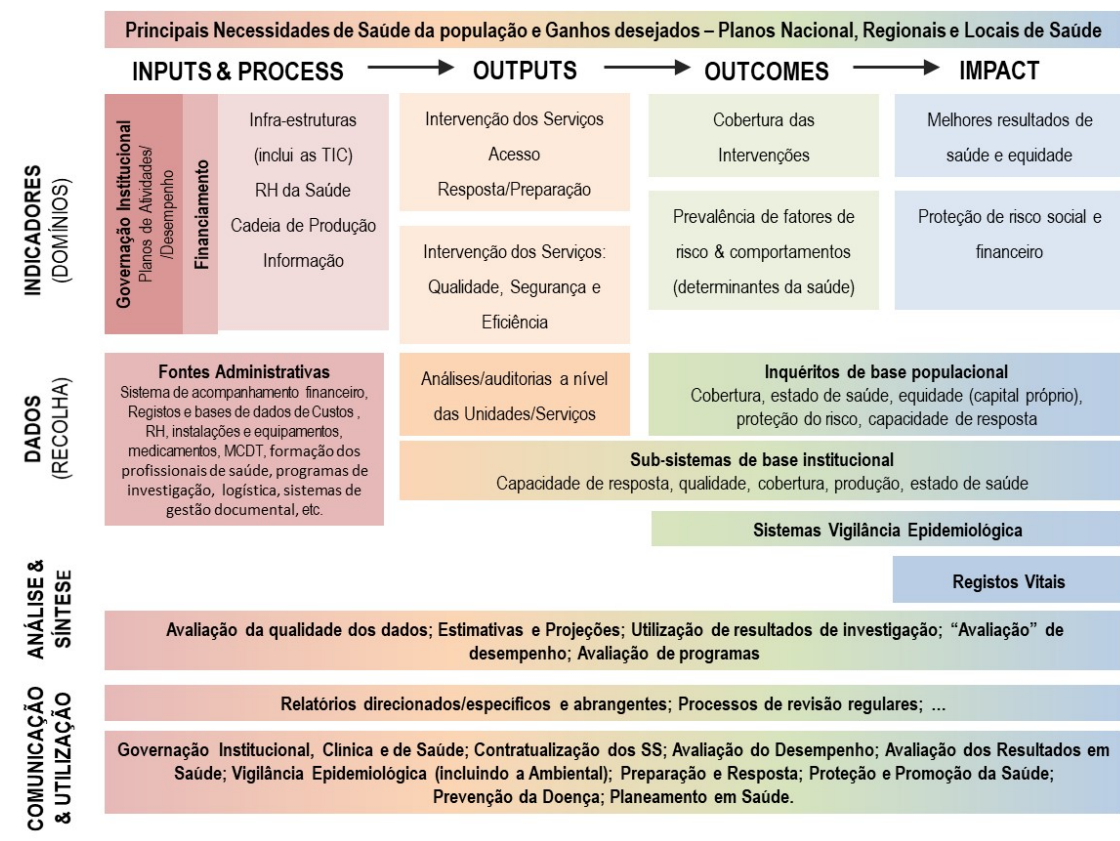 Principais Necessidades de Saúde da população e Ganhos desejados – Planos Nacional, Regionais e Locais de Saúde
INPUTS & PROCESS
OUTPUTS
OUTCOMES
IMPACT
INDICADORES
(DOMÍNIOS)
Governação Institucional
Planos de Atividades/
/Desempenho
Financiamento
Infra-estruturas
(inclui as TIC)
RH da Saúde
Cadeia de Produção
Informação
Intervenção dos Serviços
Acesso
Resposta/Preparação
Intervenção dos Serviços:
Qualidade, Segurança e
Eficiência
Cobertura das
Intervenções
Prevalência de fatores de
risco & comportamentos
(determinantes da saúde)
Melhores resultados de
saúde e equidade
Proteção de risco social e
financeiro
DADOS
(RECOLHA)
Fontes Administrativas
Sistema de acompanhamento financeiro,
Registos e bases de dados de Custos ,
RH, instalações e equipamentos,
medicamentos, MCDT, formação dos
profissionais de saúde, programas de
investigação, logística, sistemas de
gestão documental, etc.
Análises/auditorias a nível
das Unidades/Serviços
Inquéritos de base populacional
Cobertura, estado de saúde, equidade (capital próprio),
proteção do risco, capacidade de resposta
Sub-sistemas de base institucional
Capacidade de resposta, qualidade, cobertura, produção, estado de saúde
Sistemas Vigilância Epidemiológica
Registos Vitais
ANÁLISE &
SÍNTESE
Avaliação da qualidade dos dados; Estimativas e Projeções; Utilização de resultados de investigação; “Avaliação” de
desempenho; Avaliação de programas
COMUNICAÇÃO
& UTILIZAÇÃO
Relatórios direcionados/específicos e abrangentes; Processos de revisão regulares; ...
Governação Institucional, Clínica e de Saúde; Contratualização dos SS; Avaliação do Desempenho; Avaliação dos Resultados em
Saúde; Vigilância Epidemiológica (incluindo a Ambiental); Preparação e Resposta; Proteção e Promoção da Saúde;
Prevenção da Doença; Planeamento em Saúde.